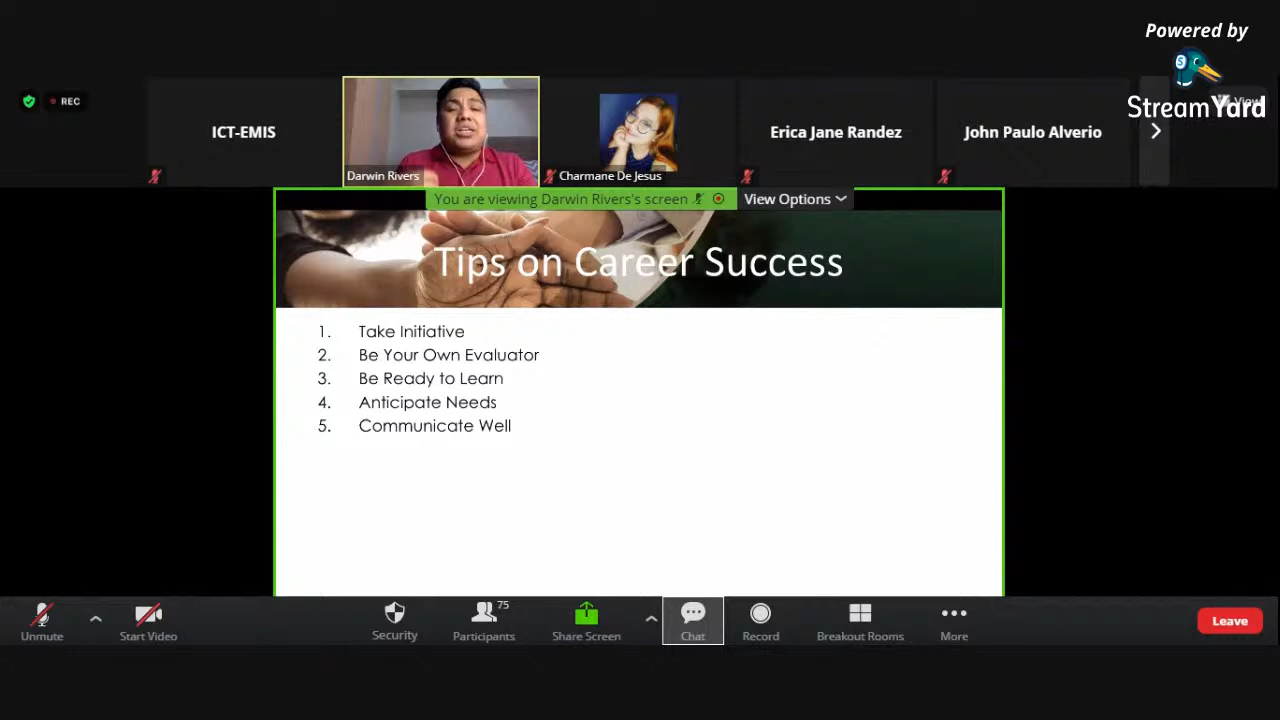 Powered by
StreamYard
REC
View
ICT-EMIS
Darwin Rivers
Charmane De Jesus
Erica Jane Randez
John Paulo Alverio
You are viewing Darwin Rivers's screen
View Options
Tips on Career Success
1. Take Initiative
2. Be Your Own Evaluator
3. Be Ready to Learn
4. Anticipate Needs
5. Communicate Well
Unmute
Start Video
Security
75
Participants
Share Screen
Chat
Record
Breakout Rooms
More
Leave